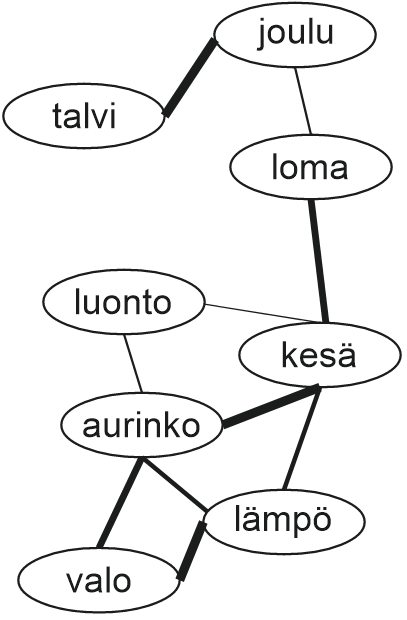 joulu
talvi
loma
luonto
kesä
aurinko
lämpö
valo